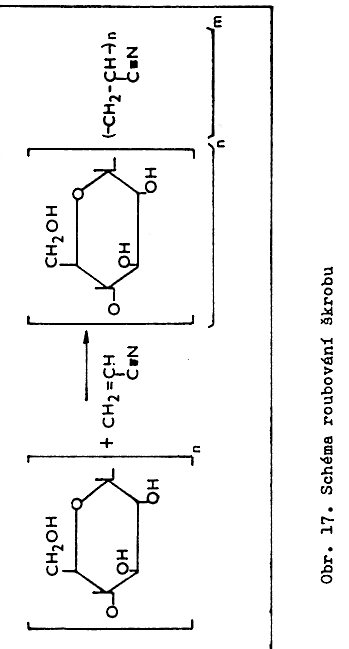 CH₂OH
O
O
OH
OH
n
+ CH₂=CH
C≡N
CH₂OH
O
O
OH
OH
n
(-CH₂-CH-)n
C≡N
m
Obr. 17. Schéma roubování škrobu